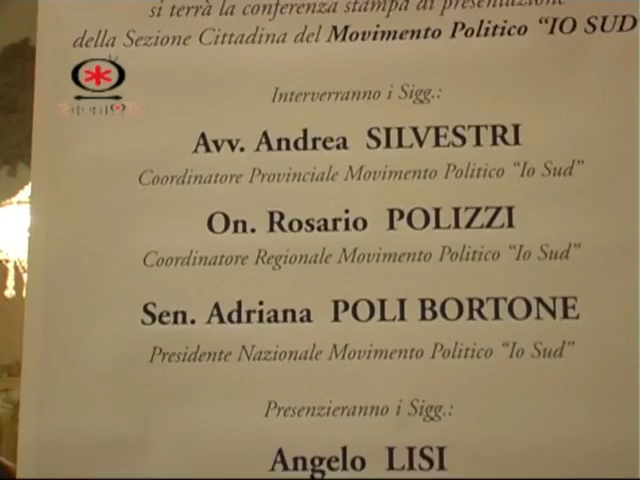 si terrà la conferenza stampa di presentazione
della Sezione Cittadina del Movimento Politico “IO SUD
Interverranno i Sigg.:
Avv. Andrea SILVESTRI
Coordinatore Provinciale Movimento Politico “Io Sud”
On. Rosario POLIZZI
Coordinatore Regionale Movimento Politico “Io Sud”
Sen. Adriana POLI BORTONE
Presidente Nazionale Movimento Politico “Io Sud”
Presenzieranno i Sigg.:
Angelo LISI